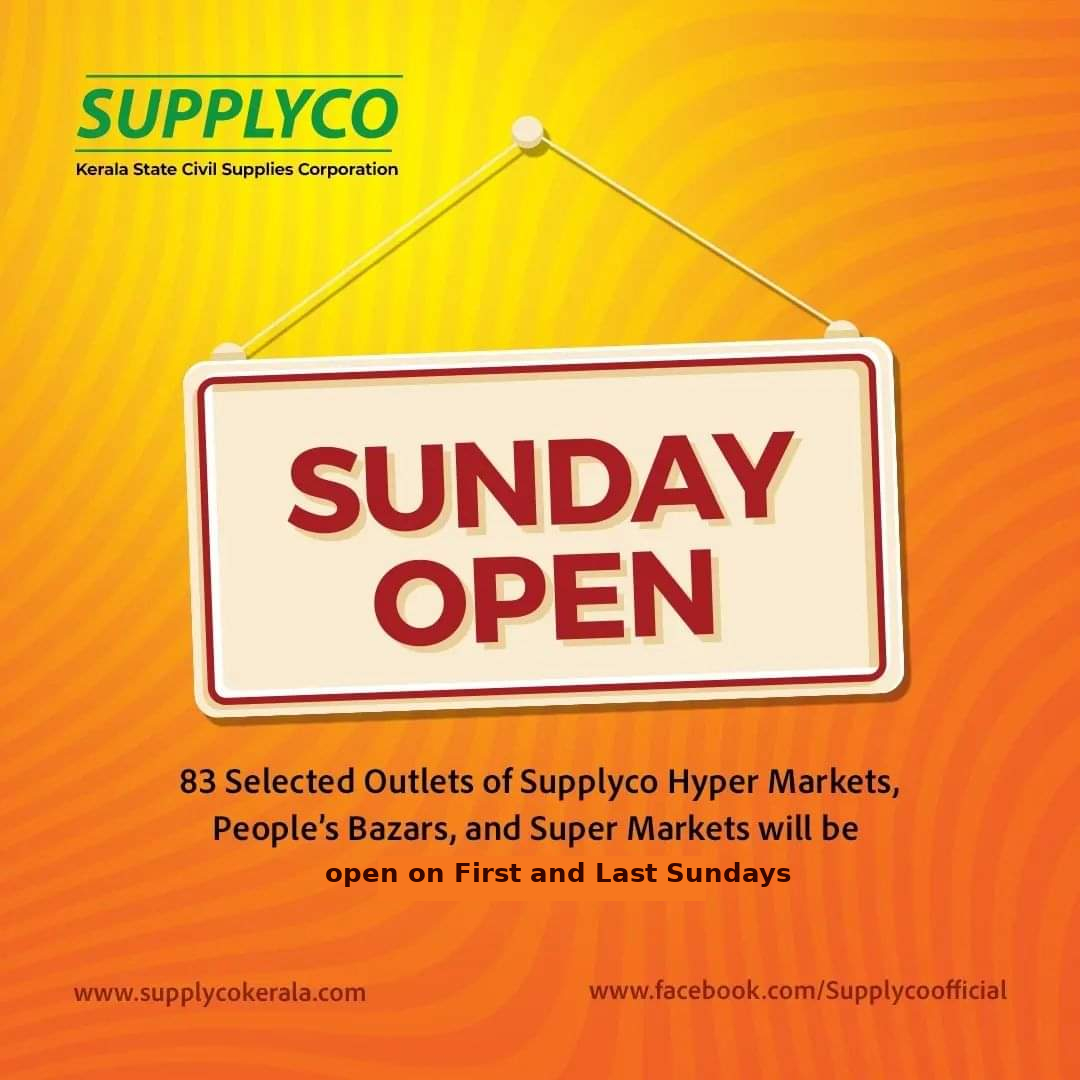 SUPPLYCO
Kerala State Civil Supplies Corporation
SUNDAY
OPEN
83 Selected Outlets of Supplyco Hyper Markets,
People’s Bazars, and Super Markets will be
open on First and Last Sundays
www.supplycokerala.com
www.facebook.com/Supplycoofficial